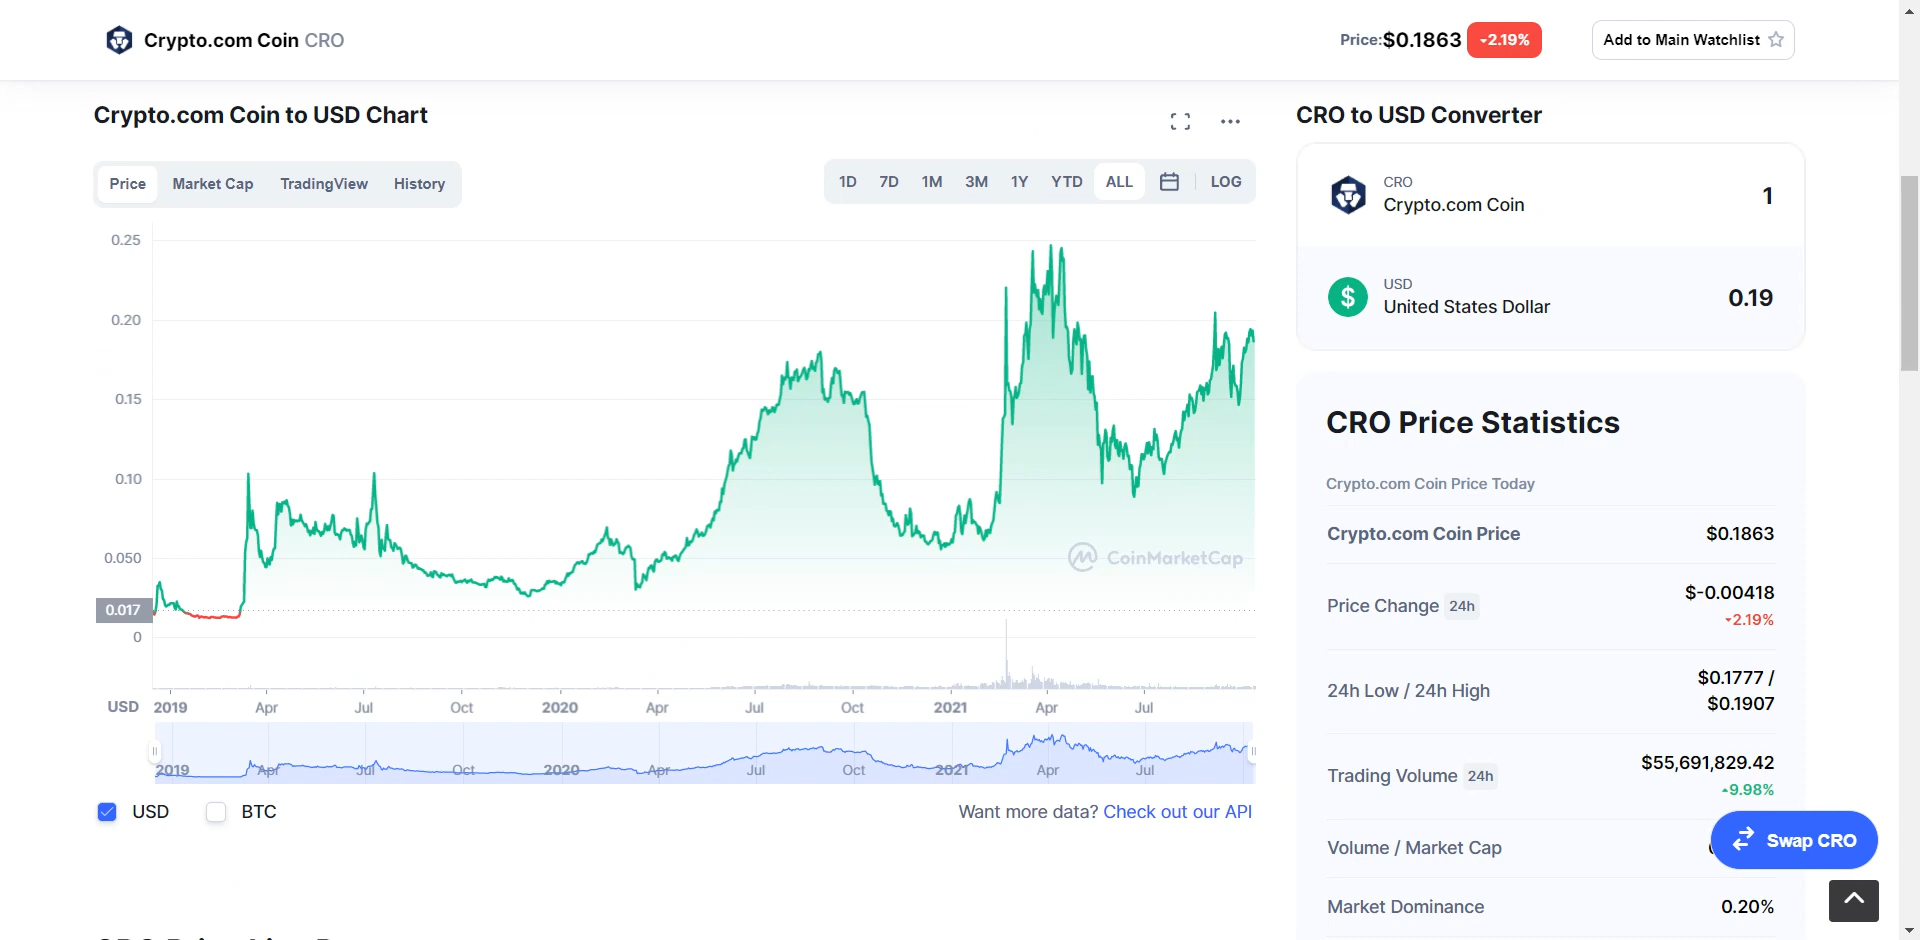 Crypto.com Coin CRO
Price:$0.1863 -2.19%
Add to Main Watchlist
Crypto.com Coin to USD Chart
Price Market Cap TradingView History
1D 7D 1M 3M 1Y YTD ALL LOG
0.25
0.20
0.15
0.10
0.050
0.017
0
CoinMarketCap
USD 2019 Apr Jul Oct 2020 Apr Jul Oct 2021 Apr Jul
2019 Apr Jul Oct 2020 Apr Jul Oct 2021 Apr Jul
USD BTC
Want more data? Check out our API
CRO to USD Converter
CRO
Crypto.com Coin
1
USD
United States Dollar
0.19
CRO Price Statistics
Crypto.com Coin Price Today
Crypto.com Coin Price $0.1863
Price Change 24h $-0.00418
2.19%
24h Low / 24h High $0.1777 /
$0.1907
Trading Volume 24h $55,691,829.42
9.98%
Volume / Market Cap
Swap CRO
Market Dominance 0.20%